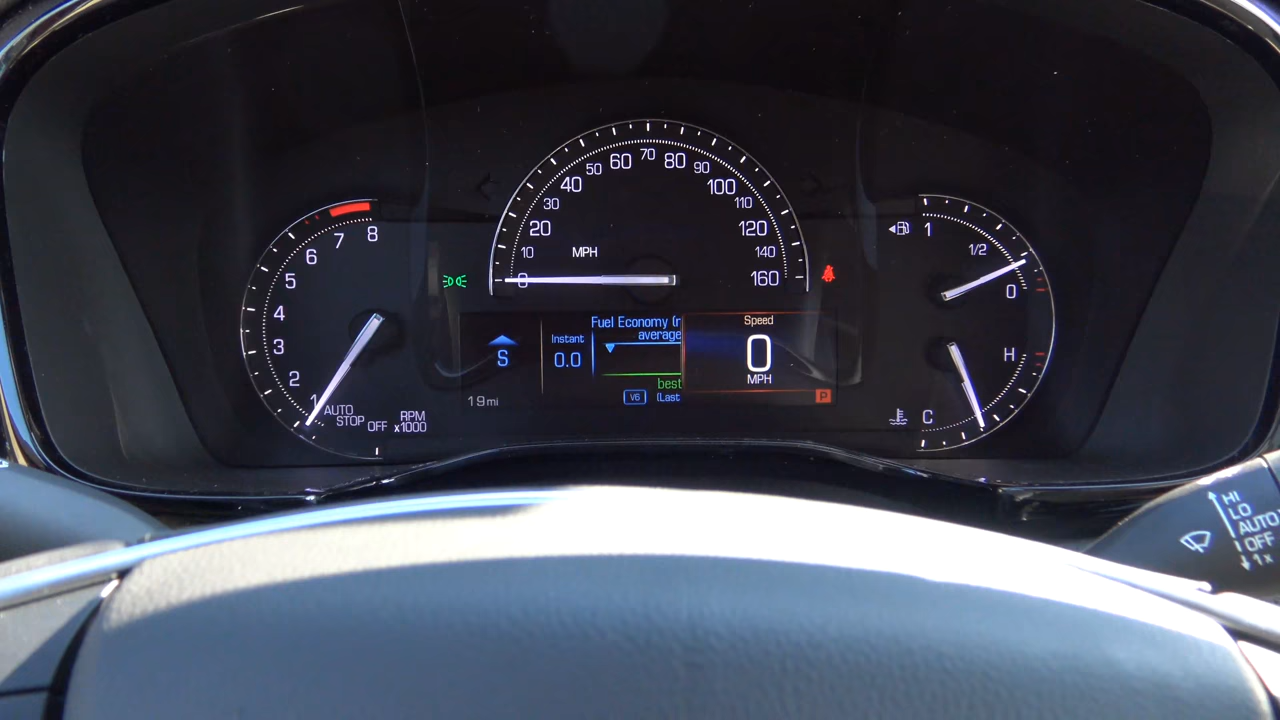 8
7
6
5
4
3
2
1
AUTO
STOP OFF
RPM
x1000
0
10
20
30
40
50
60
70
80
90
100
110
120
140
160
MPH
1
1/2
0
H
C
S
Instant
0.0
Fuel Economy (
average
best
(Last
V6
Speed
0
MPH
P
19mi
HI
LO
AUTO
OFF
1x